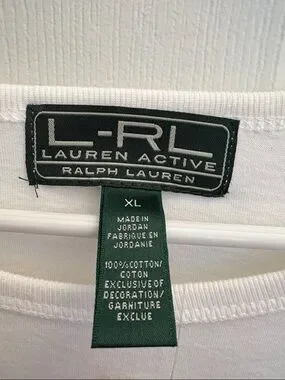 L-RL
LAUREN ACTIVE
RALPH LAUREN
XL
MADE IN
JORDAN
FABRIQUE EN
JORDANIE
100% COTTON/
COTON
EXCLUSIVE OF
DECORATION/
GARNITURE
EXCLUE